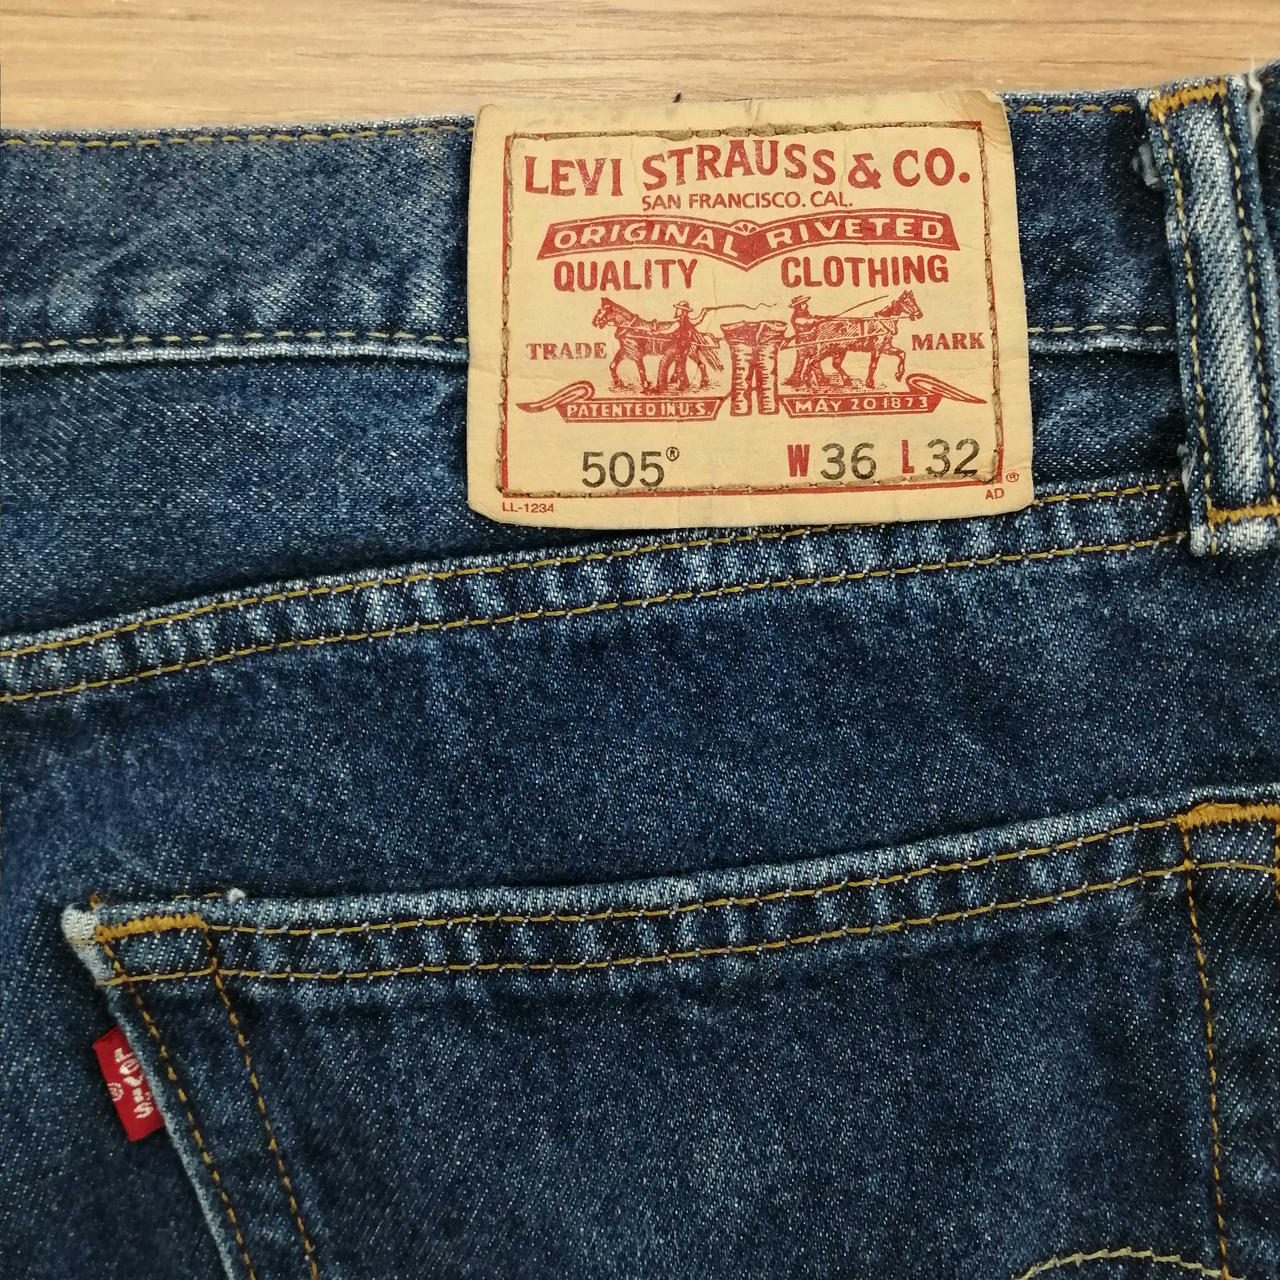 LEVI STRAUSS & CO.
SAN FRANCISCO. CAL.
ORIGINAL RIVETED
QUALITY CLOTHING
TRADE MARK
PATENTED IN U.S. MAY 20 1873
505® W 36 L 32
LL-1234 AD ®
LEVI'S ®